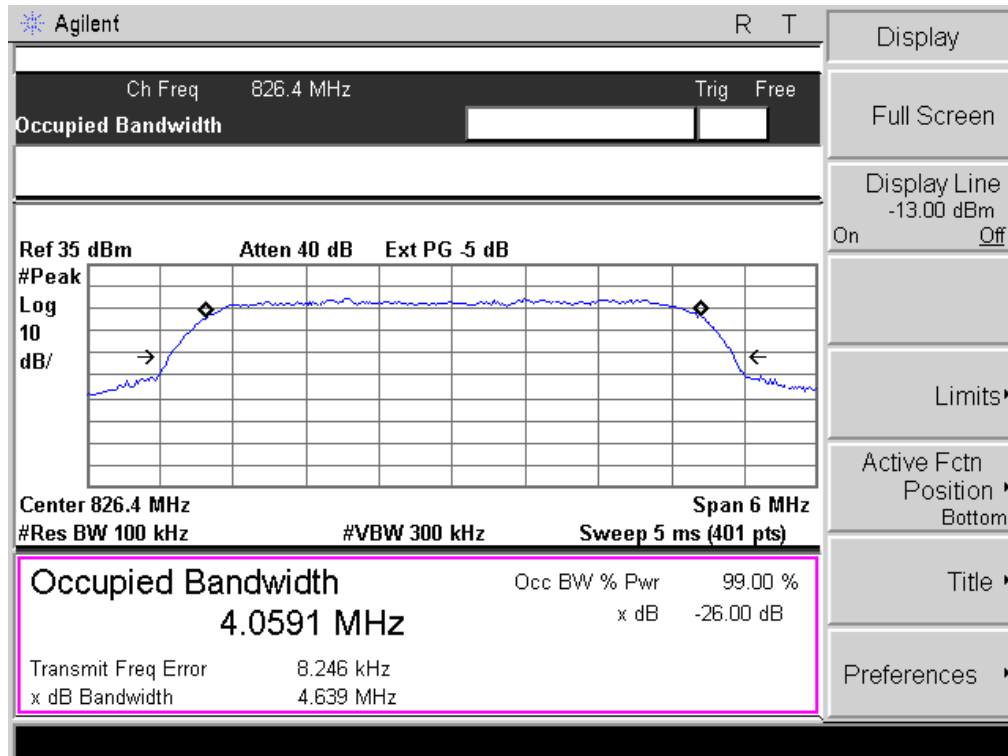 Agilent R T
Ch Freq 826.4 MHz Trig Free
Occupied Bandwidth
Ref 35 dBm Atten 40 dB Ext PG -5 dB
#Peak
Log
10
dB/
Center 826.4 MHz Span 6 MHz
#Res BW 100 kHz #VBW 300 kHz Sweep 5 ms (401 pts)
Occupied Bandwidth Occ BW % Pwr 99.00 %
4.0591 MHz x dB -26.00 dB
Transmit Freq Error 8.246 kHz
x dB Bandwidth 4.639 MHz
Display
Full Screen
Display Line
-13.00 dBm
On Off
Limits
Active Fctn
Position
Bottom
Title
Preferences